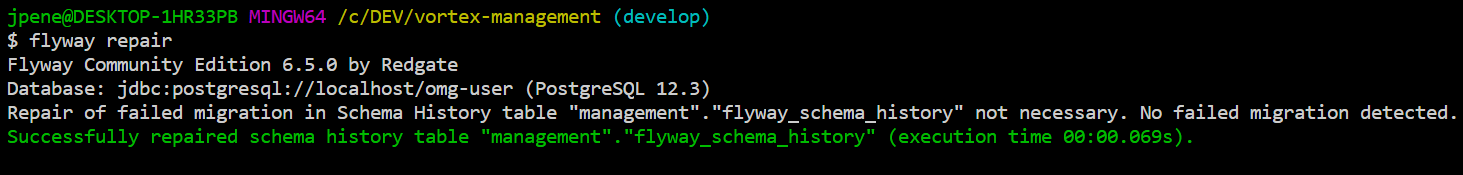 jpene@DESKTOP-1HR33PB MINGW64 /c/DEV/vortex-management (develop)
$ flyway repair
Flyway Community Edition 6.5.0 by Redgate
Database: jdbc:postgresql://localhost/omg-user (PostgreSQL 12.3)
Repair of failed migration in Schema History table "management"."flyway_schema_history" not necessary. No failed migration detected.
Successfully repaired schema history table "management"."flyway_schema_history" (execution time 00:00.069s).